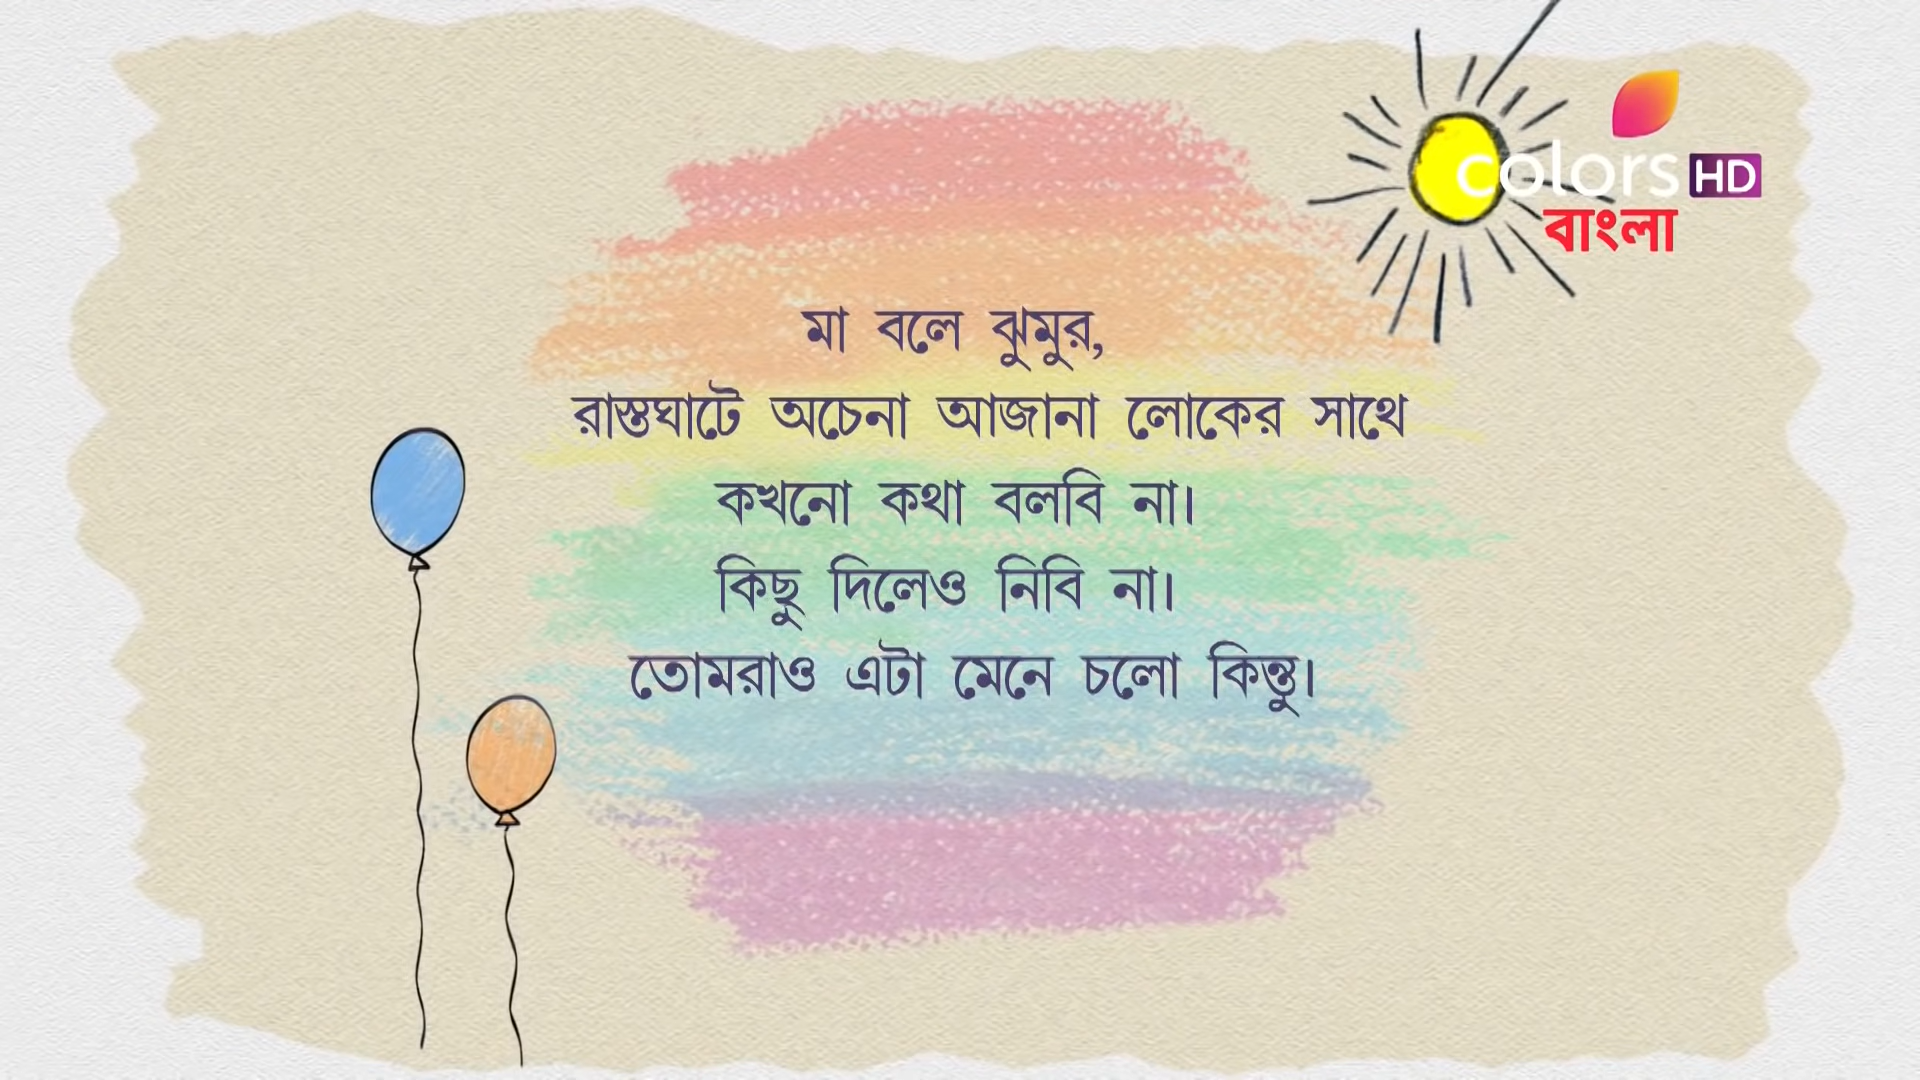 colors HD
বাংলা
মা বলে ঝুমুর,
রাস্তঘাটে অচেনা আজানা লোকের সাথে
কখনো কথা বলবি না।
কিছু দিলেও নিবি না।
তোমরাও এটা মেনে চলো কিন্তু।